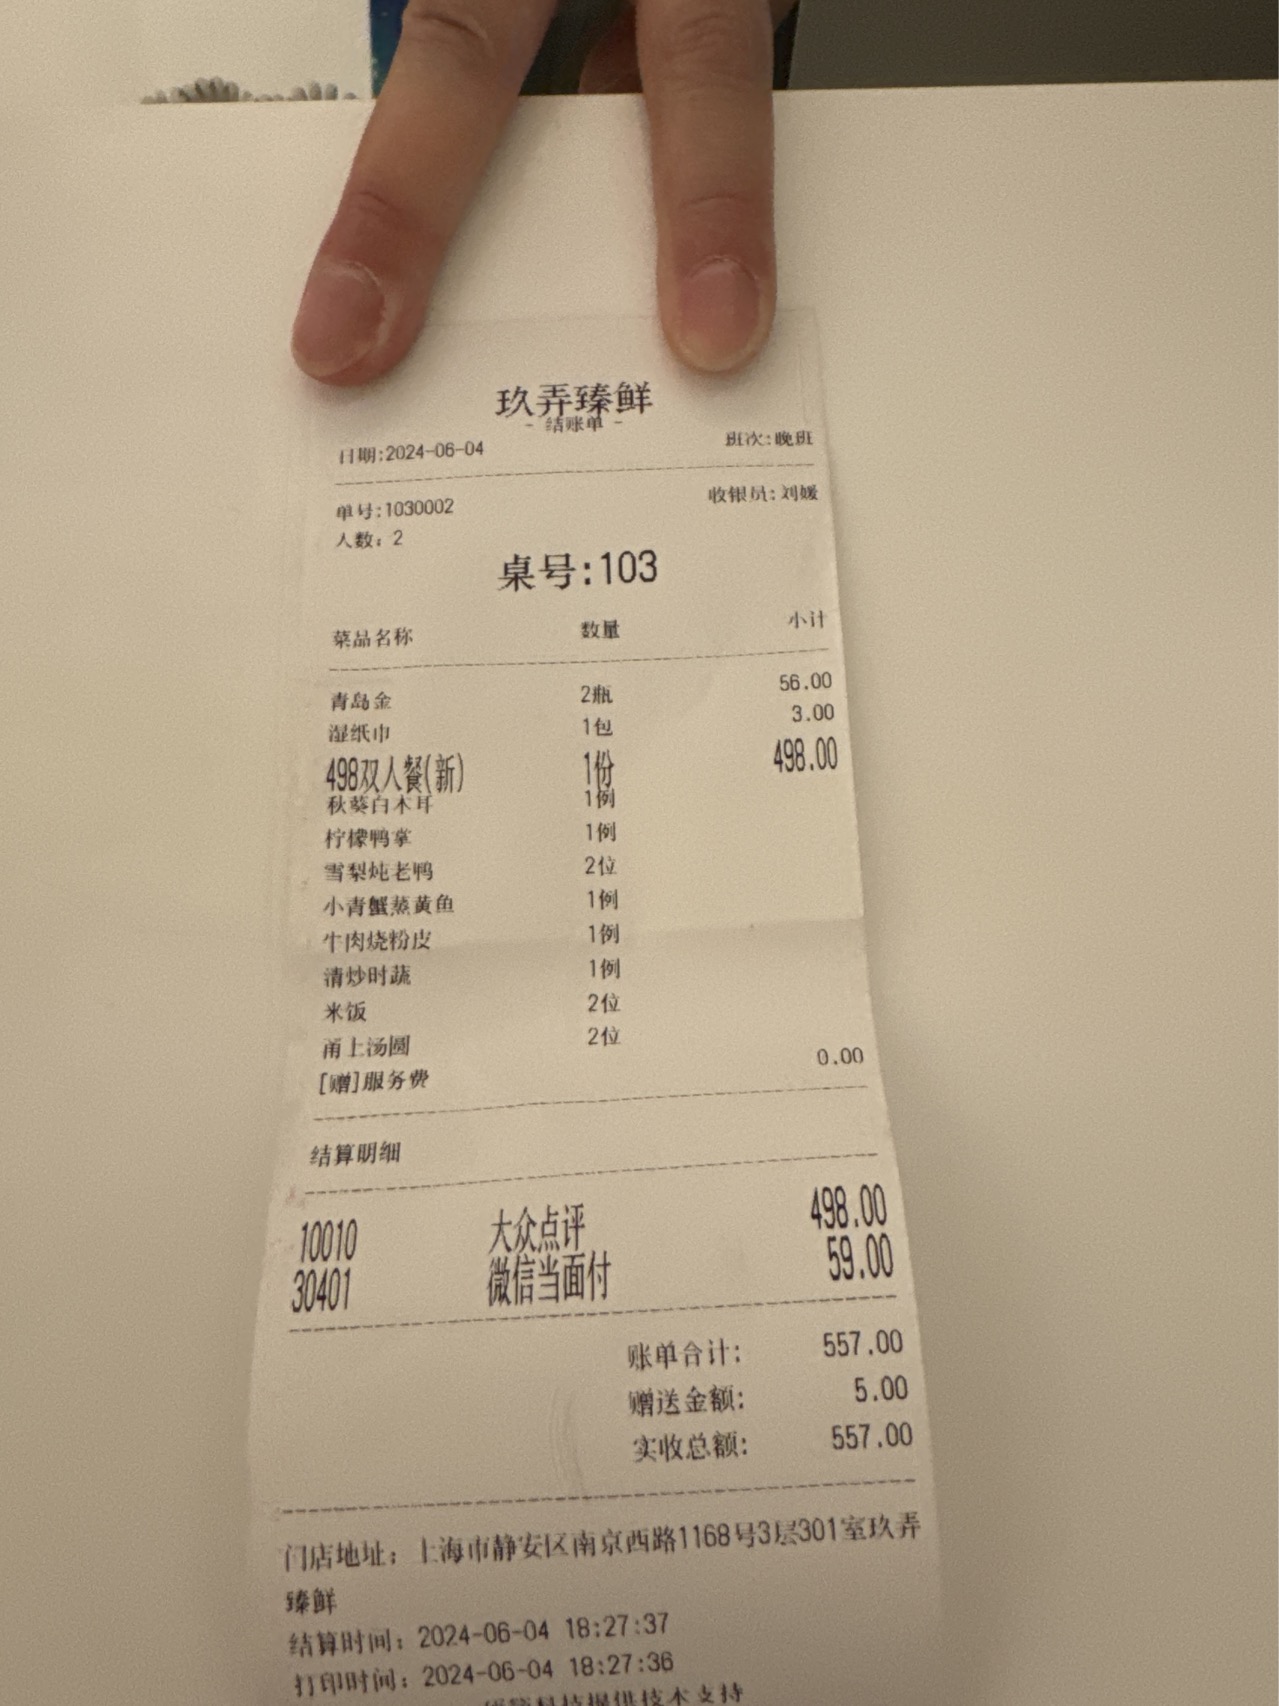 玖弄臻鲜
- 结账单 -
日期:2024-06-04 班次:晚班
单号:1030002 收银员:刘媛
人数：2
桌号:103
菜品名称 数量 小计
青岛金 2瓶 56.00
湿纸巾 1包 3.00
498双人餐(新) 1份 498.00
秋葵白木耳 1例
柠檬鸭掌 1例
雪梨炖老鸭 2位
小青蟹蒸黄鱼 1例
牛肉烧粉皮 1例
清炒时蔬 1例
米饭 2位
甬上汤圆 2位
[赠]服务费 0.00
结算明细
10010 大众点评 498.00
30401 微信当面付 59.00
账单合计: 557.00
赠送金额: 5.00
实收总额: 557.00
门店地址：上海市静安区南京西路1168号3层301室玖弄
臻鲜
结算时间：2024-06-04 18:27:37
打印时间：2024-06-04 18:27:36
科技提供技术支持